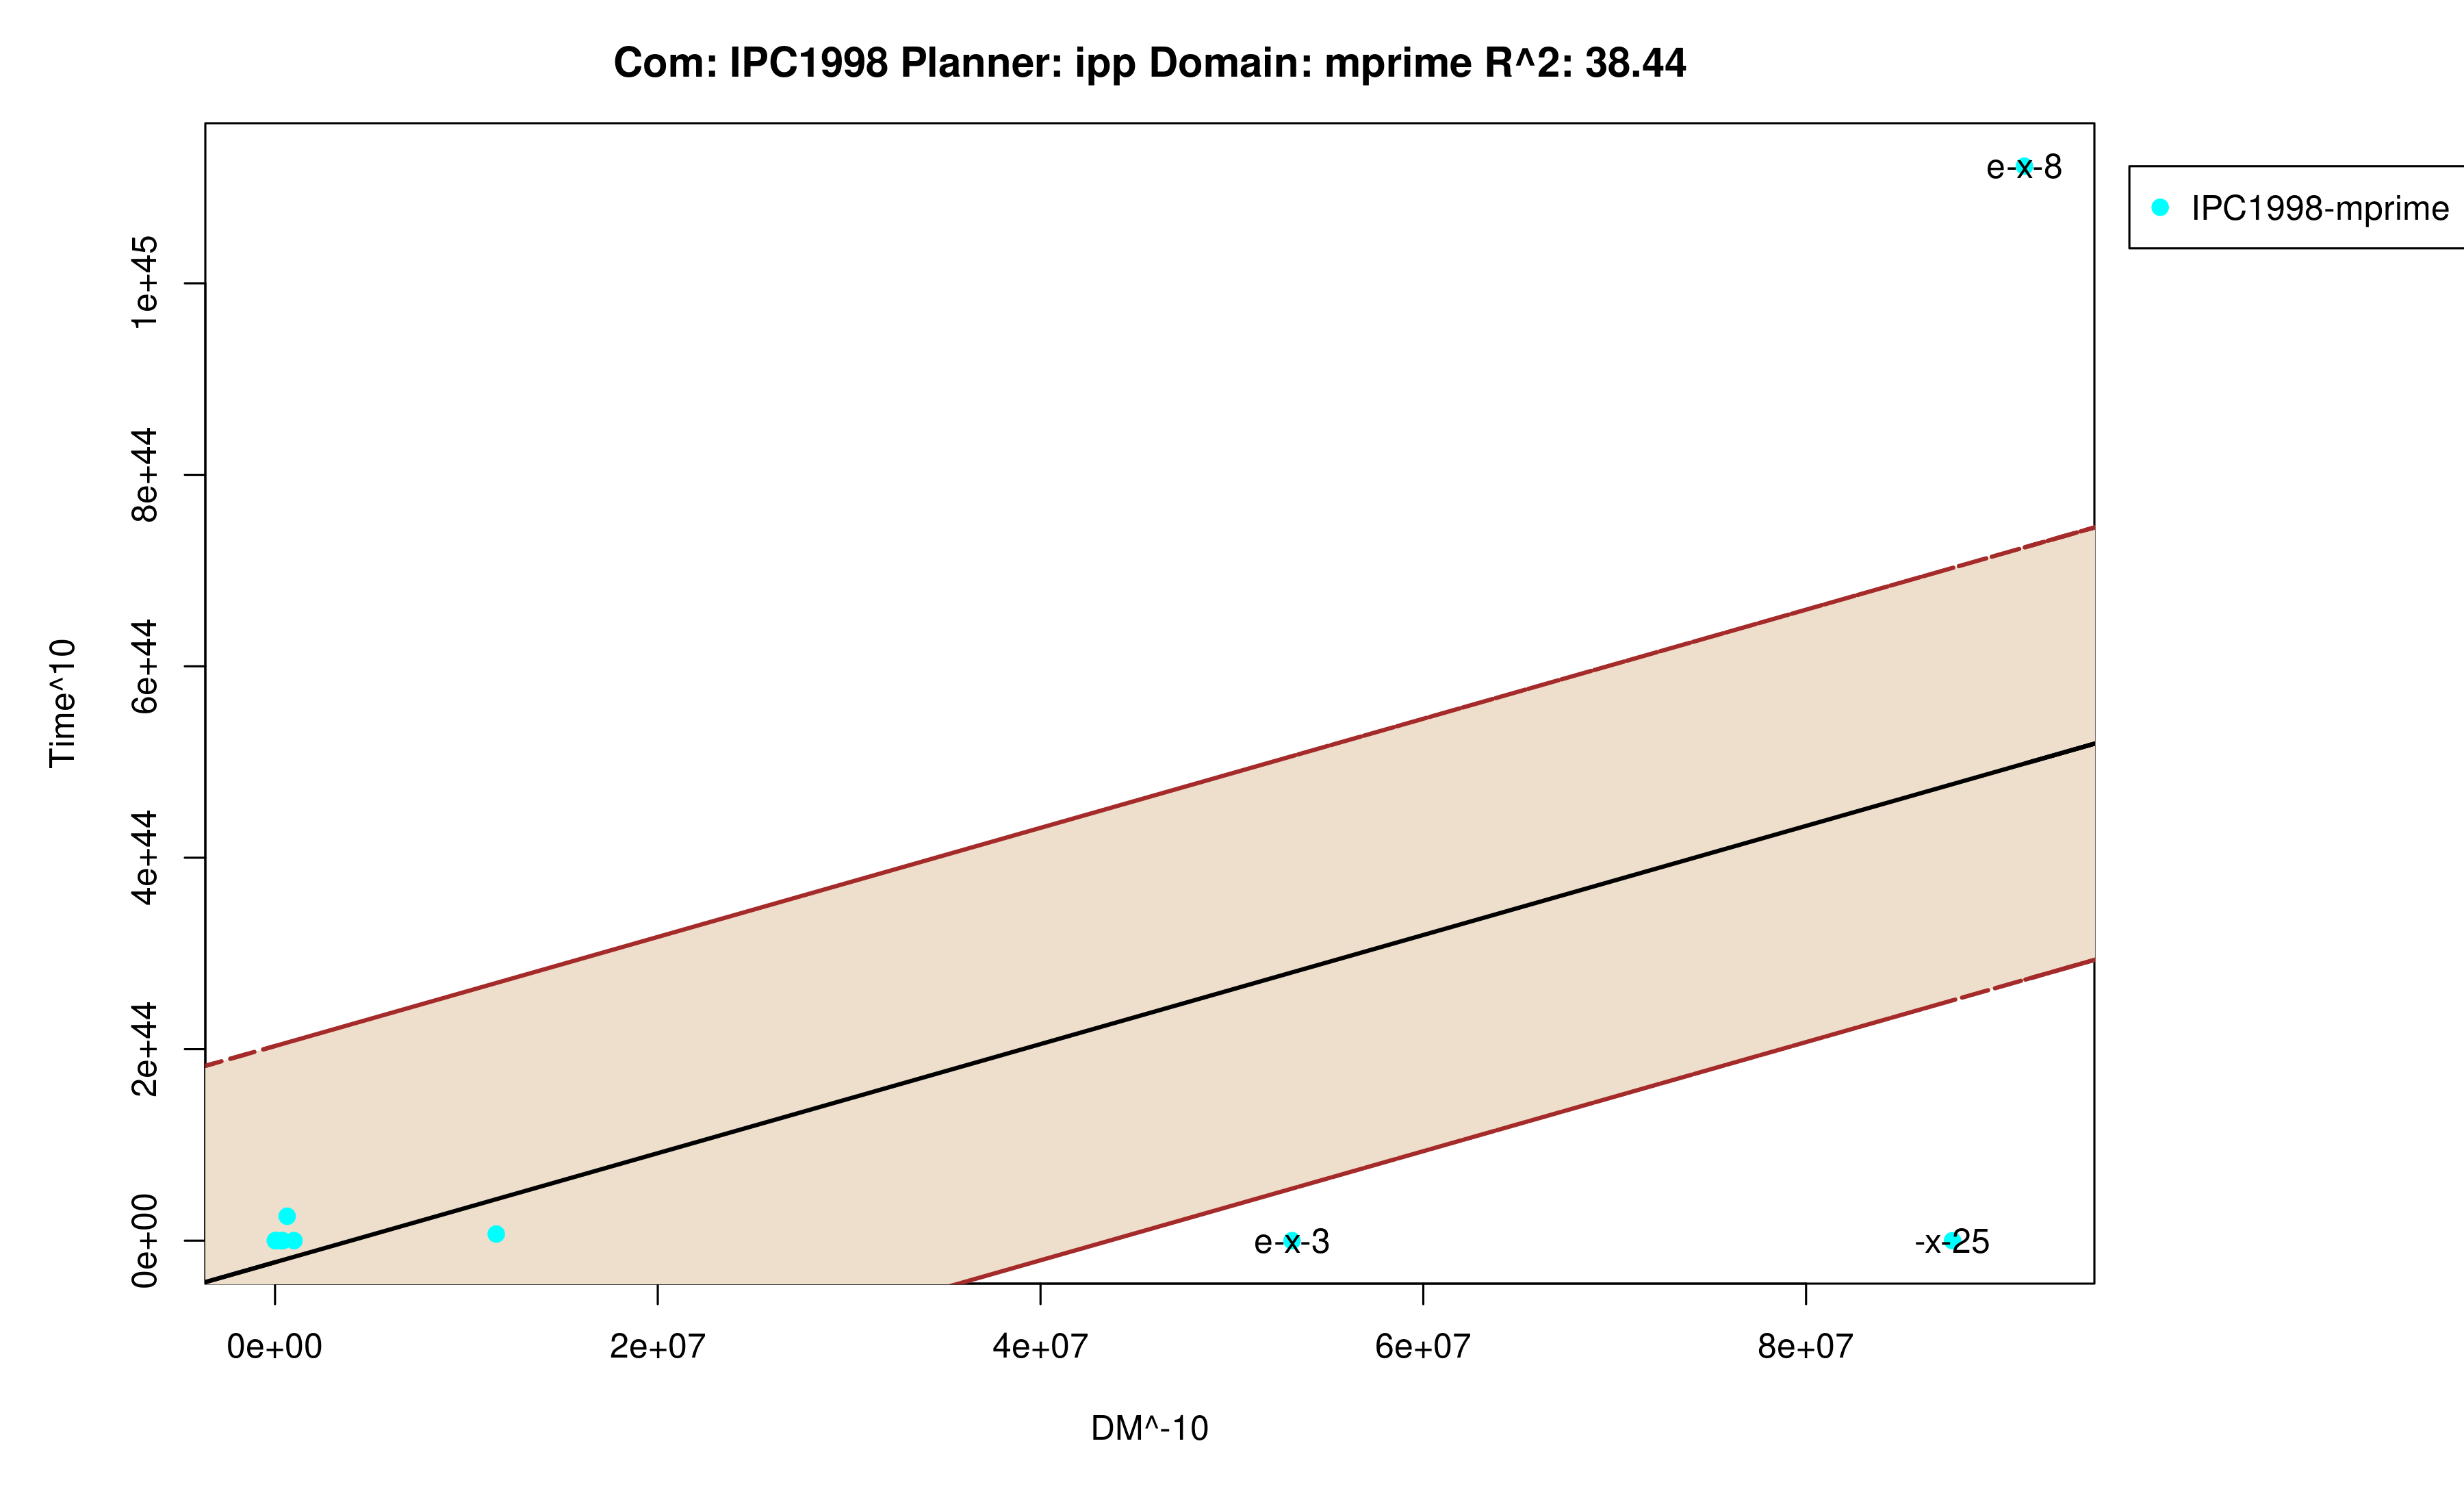 Com: IPC1998 Planner: ipp Domain: mprime R^2: 38.44
e-x-8
IPC1998-mprime
1e+45
8e+44
6e+44
4e+44
2e+44
0e+00
Time^10
e-x-3
-x-25
0e+00 2e+07 4e+07 6e+07 8e+07
DM^-10